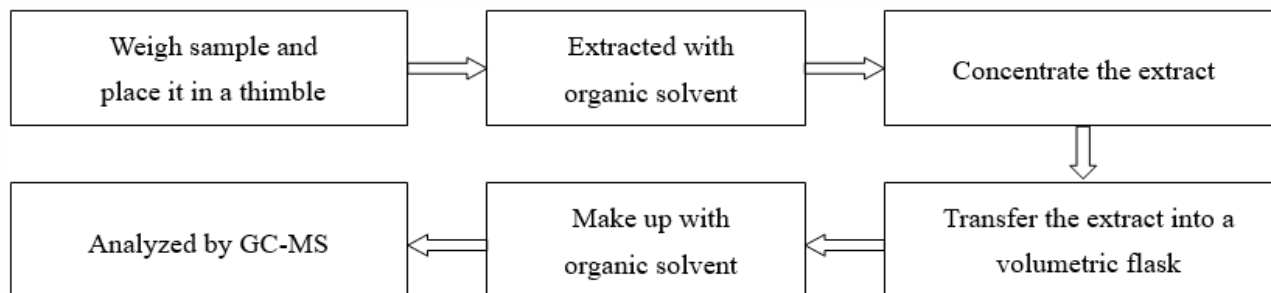 Weigh sample and
place it in a thimble
Extracted with
organic solvent
Concentrate the extract
Transfer the extract into a
volumetric flask
Make up with
organic solvent
Analyzed by GC-MS